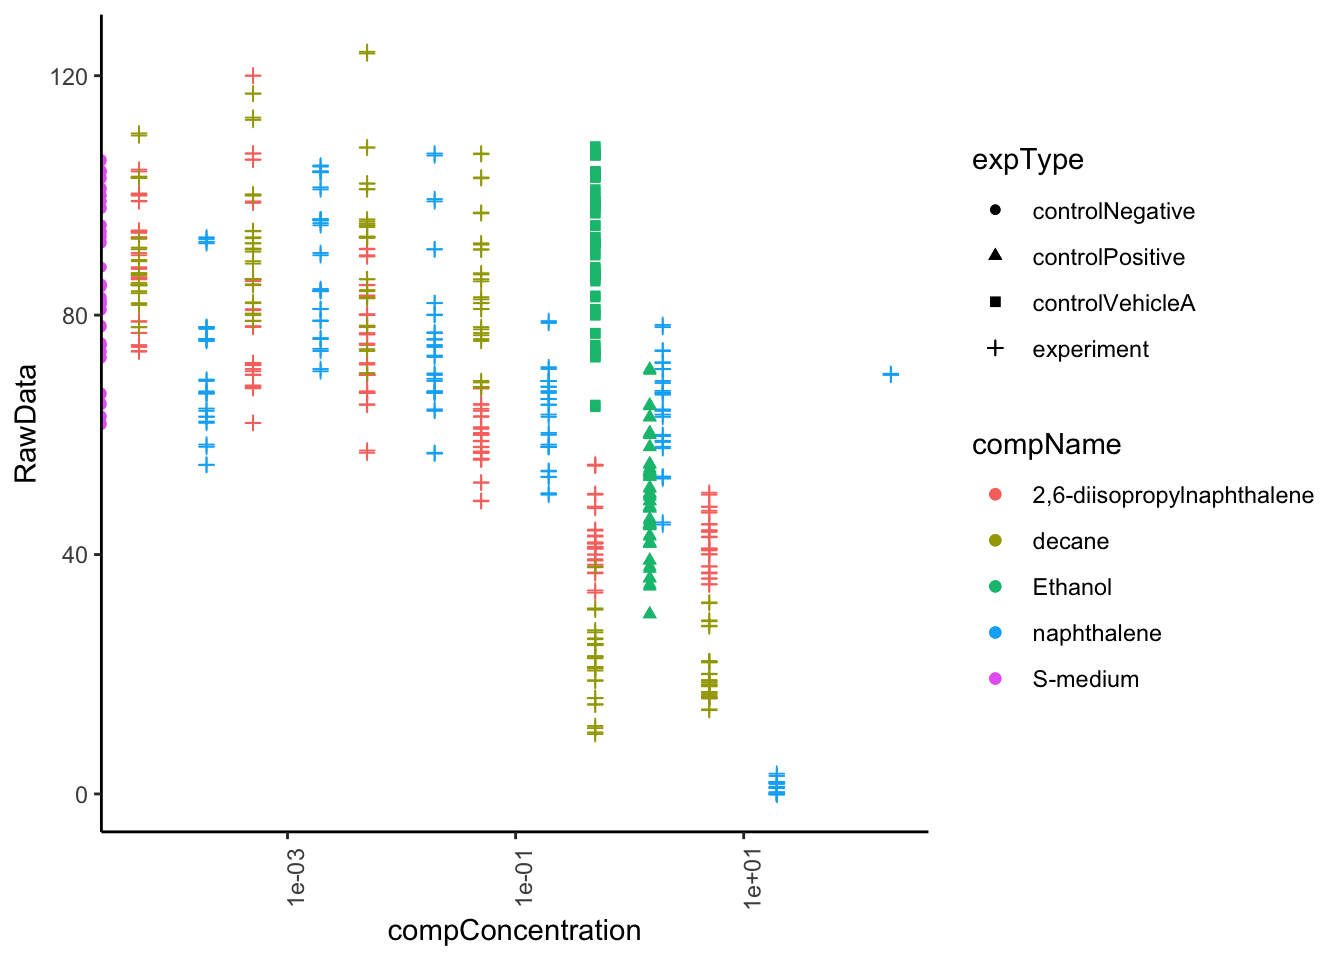 120
80
40
0
RawData
1e-03
1e-01
1e+01
compConcentration
expType
controlNegative
controlPositive
controlVehicleA
experiment
compName
2,6-diisopropylnaphthalene
decane
Ethanol
naphthalene
S-medium